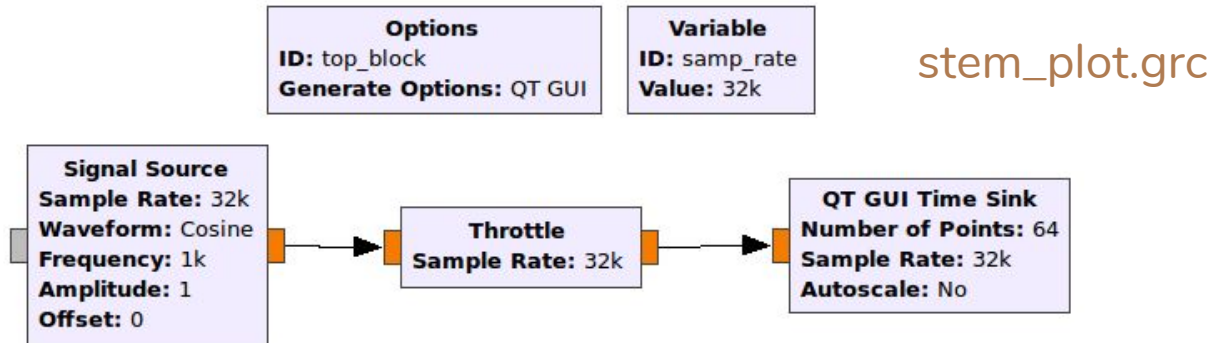 Options
ID: top_block
Generate Options: QT GUI
Variable
ID: samp_rate
Value: 32k
stem_plot.grc
Signal Source
Sample Rate: 32k
Waveform: Cosine
Frequency: 1k
Amplitude: 1
Offset: 0
Throttle
Sample Rate: 32k
QT GUI Time Sink
Number of Points: 64
Sample Rate: 32k
Autoscale: No